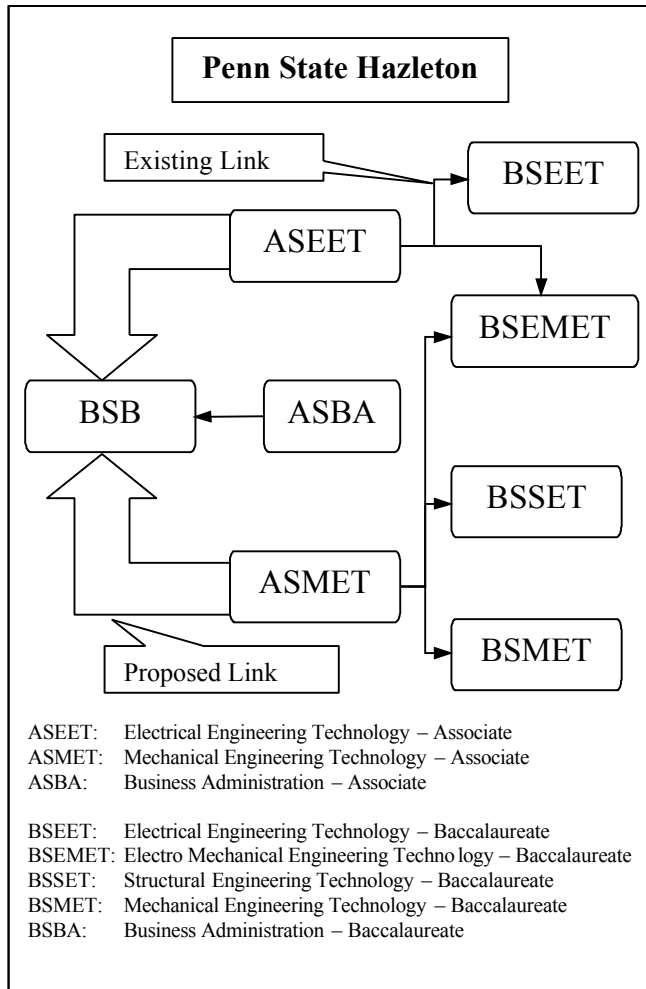 Penn State Hazleton
Existing Link
BSEET
ASEET
BSEMET
BSB
ASBA
BSSET
ASMET
BSMET
Proposed Link
ASEET: Electrical Engineering Technology – Associate
ASMET: Mechanical Engineering Technology – Associate
ASBA: Business Administration – Associate
BSEET: Electrical Engineering Technology – Baccalaureate
BSEMET: Electro Mechanical Engineering Technology – Baccalaureate
BSSET: Structural Engineering Technology – Baccalaureate
BSMET: Mechanical Engineering Technology – Baccalaureate
BSBA: Business Administration – Baccalaureate